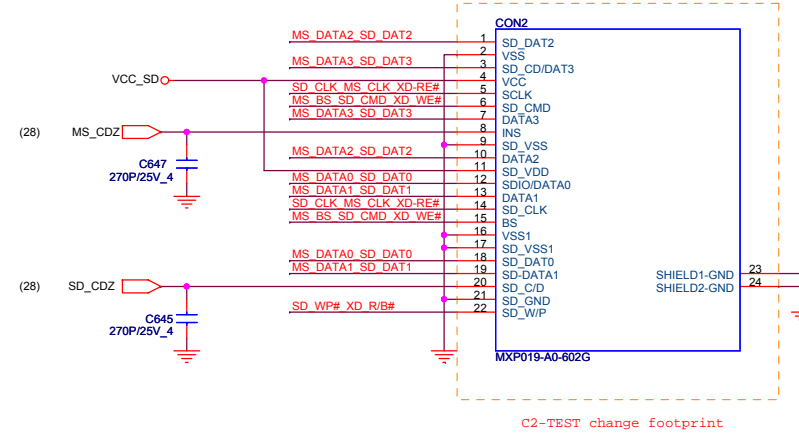 CON2
MS_DATA2_SD_DAT2 1 SD_DAT2
2 VSS
MS_DATA3_SD_DAT3 3 SD_CD/DAT3
VCC_SD 4 VCC
SD_CLK_MS_CLK_XD-RE# 5 SCLK
MS_BS_SD_CMD_XD_WE# 6 SD_CMD
MS_DATA3_SD_DAT3 7 DATA3
(28) MS_CDZ 8 INS
9 SD_VSS
MS_DATA2_SD_DAT2 10 DATA2
C647 11 SD_VDD
270P/25V_4 MS_DATA0_SD_DAT0 12 SDIO/DATA0
MS_DATA1_SD_DAT1 13 DATA1
SD_CLK_MS_CLK_XD-RE# 14 SD_CLK
MS_BS_SD_CMD_XD_WE# 15 BS
16 VSS1
17 SD_VSS1
MS_DATA0_SD_DAT0 18 SD_DAT0
MS_DATA1_SD_DAT1 19 SD-DATA1 SHIELD1-GND 23
(28) SD_CDZ 20 SD_C/D SHIELD2-GND 24
21 SD_GND
SD_WP#_XD_R/B# 22 SD_W/P
C645
270P/25V_4
MXP019-A0-602G
C2-TEST change footprint